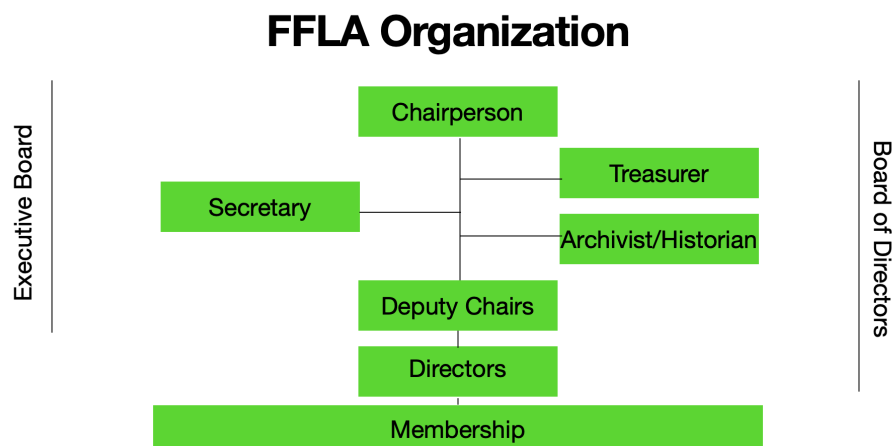 FFLA Organization
Executive Board
Chairperson
Treasurer
Secretary
Archivist/Historian
Deputy Chairs
Directors
Membership
Board of Directors